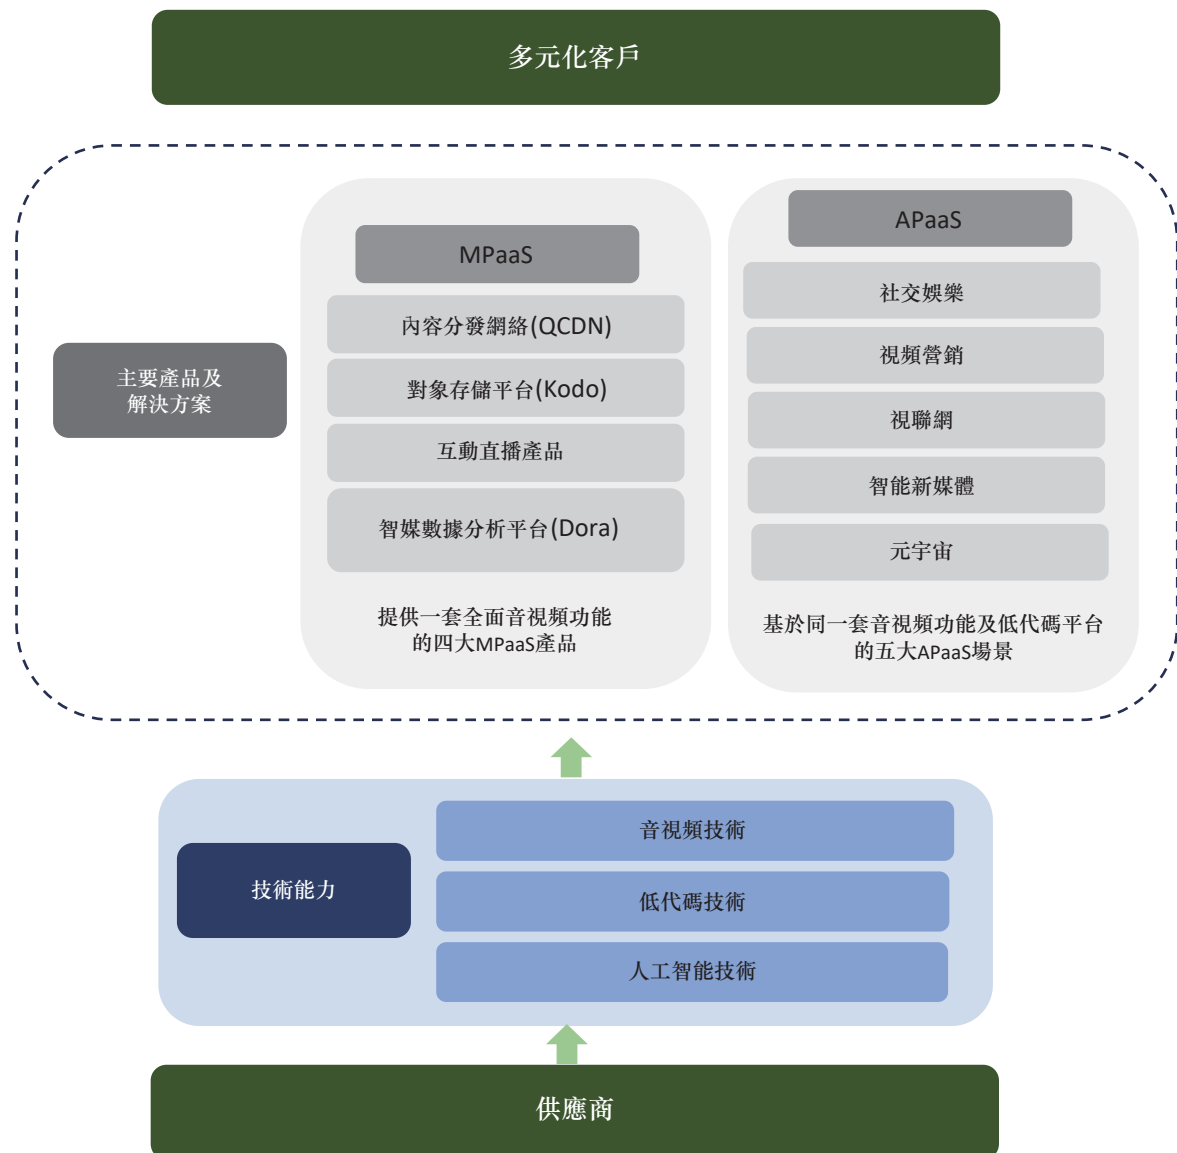 多元化客戶
主要產品及
解決方案
MPaaS
內容分發網絡(QCDN)
對象存儲平台(Kodo)
互動直播產品
智媒數據分析平台(Dora)
提供一套全面音視頻功能
的四大MPaaS產品
APaaS
社交娛樂
視頻營銷
視聯網
智能新媒體
元宇宙
基於同一套音視頻功能及低代碼平台
的五大APaaS場景
技術能力
音視頻技術
低代碼技術
人工智能技術
供應商